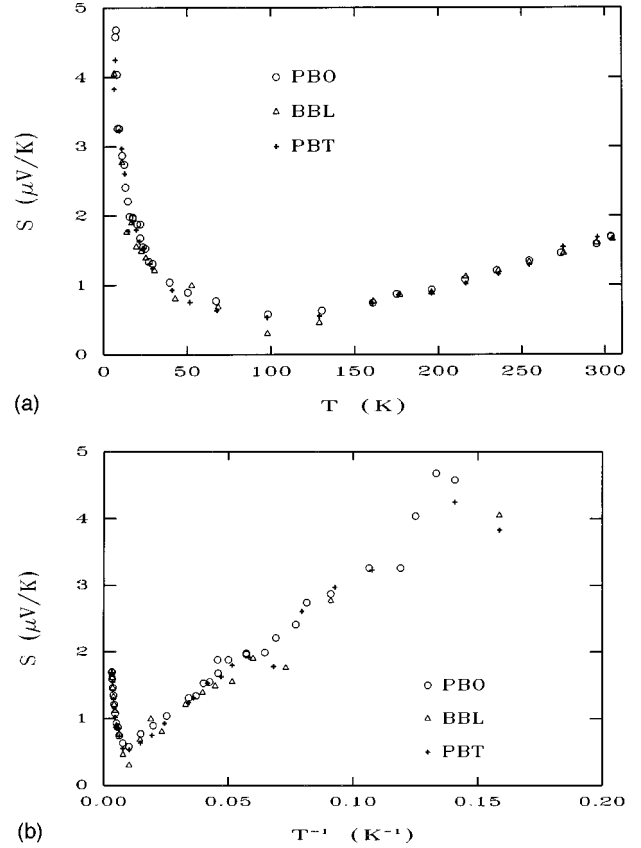 5
4
3
2
1
0
S (μV/K)
PBO
BBL
PBT
0 50 100 150 200 250 300
T (K)
(a)
5
4
3
2
1
0
S (μV/K)
PBO
BBL
PBT
0.00 0.05 0.10 0.15 0.20
T⁻¹ (K⁻¹)
(b)